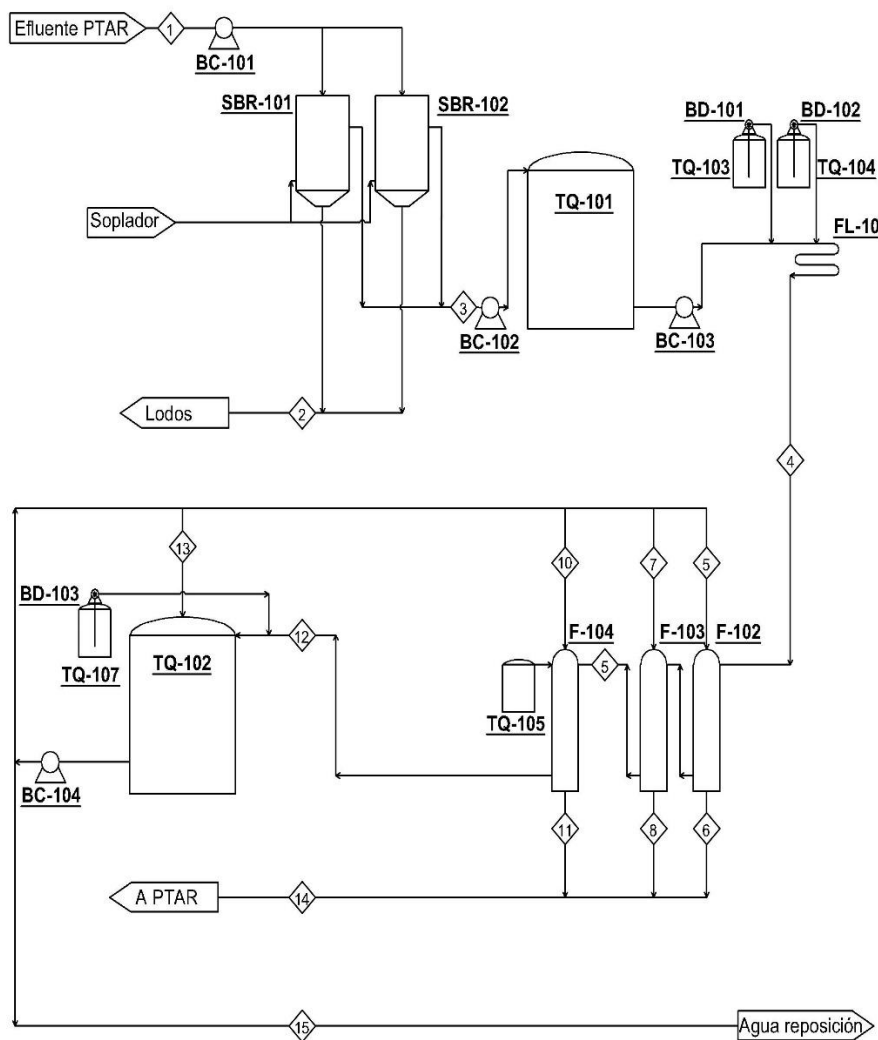 Efluente PTAR
1
BC-101
SBR-101
SBR-102
BD-101
BD-102
TQ-103
TQ-104
TQ-101
FL-10
Soplador
3
BC-102
BC-103
Lodos
2
4
13
10
7
5
BD-103
12
F-104
F-103
F-102
TQ-102
5
TQ-107
TQ-105
BC-104
11
8
6
A PTAR
14
15
Agua reposición